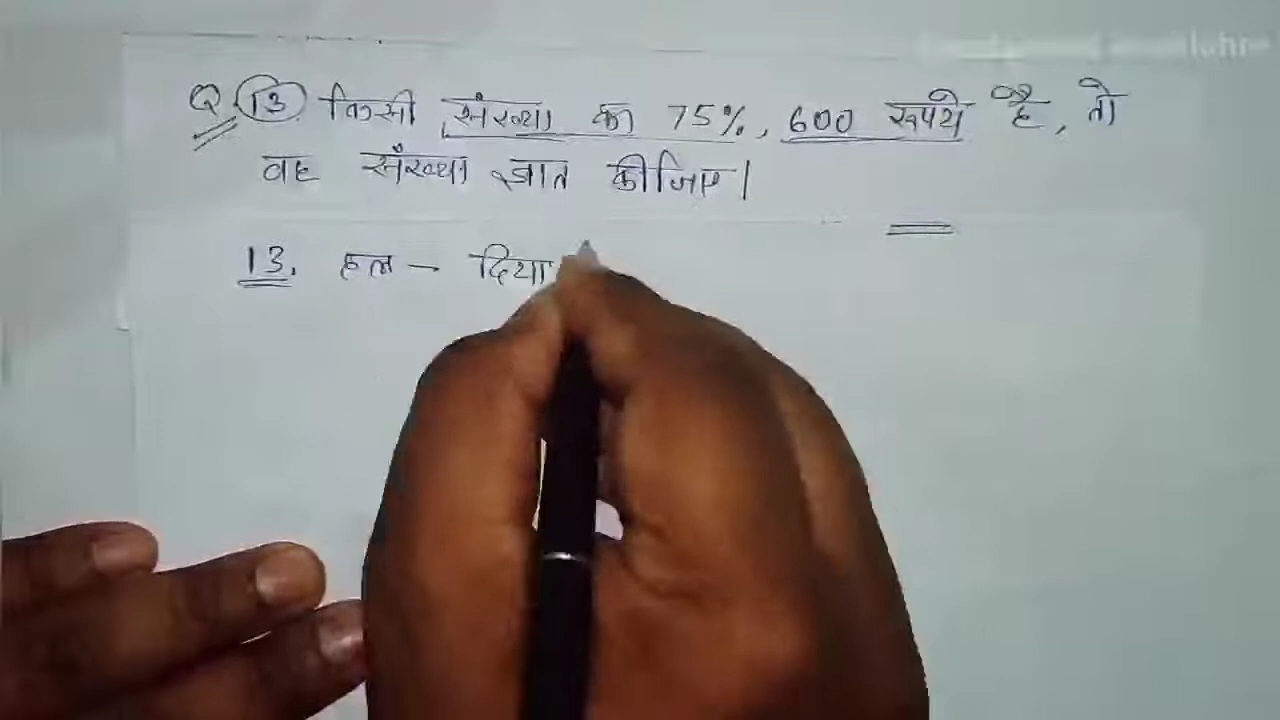 Q. 13 किसी संख्या का 75%, 600 रूपये है, तो
वह संख्या ज्ञात कीजिए।
13. हल – दिया